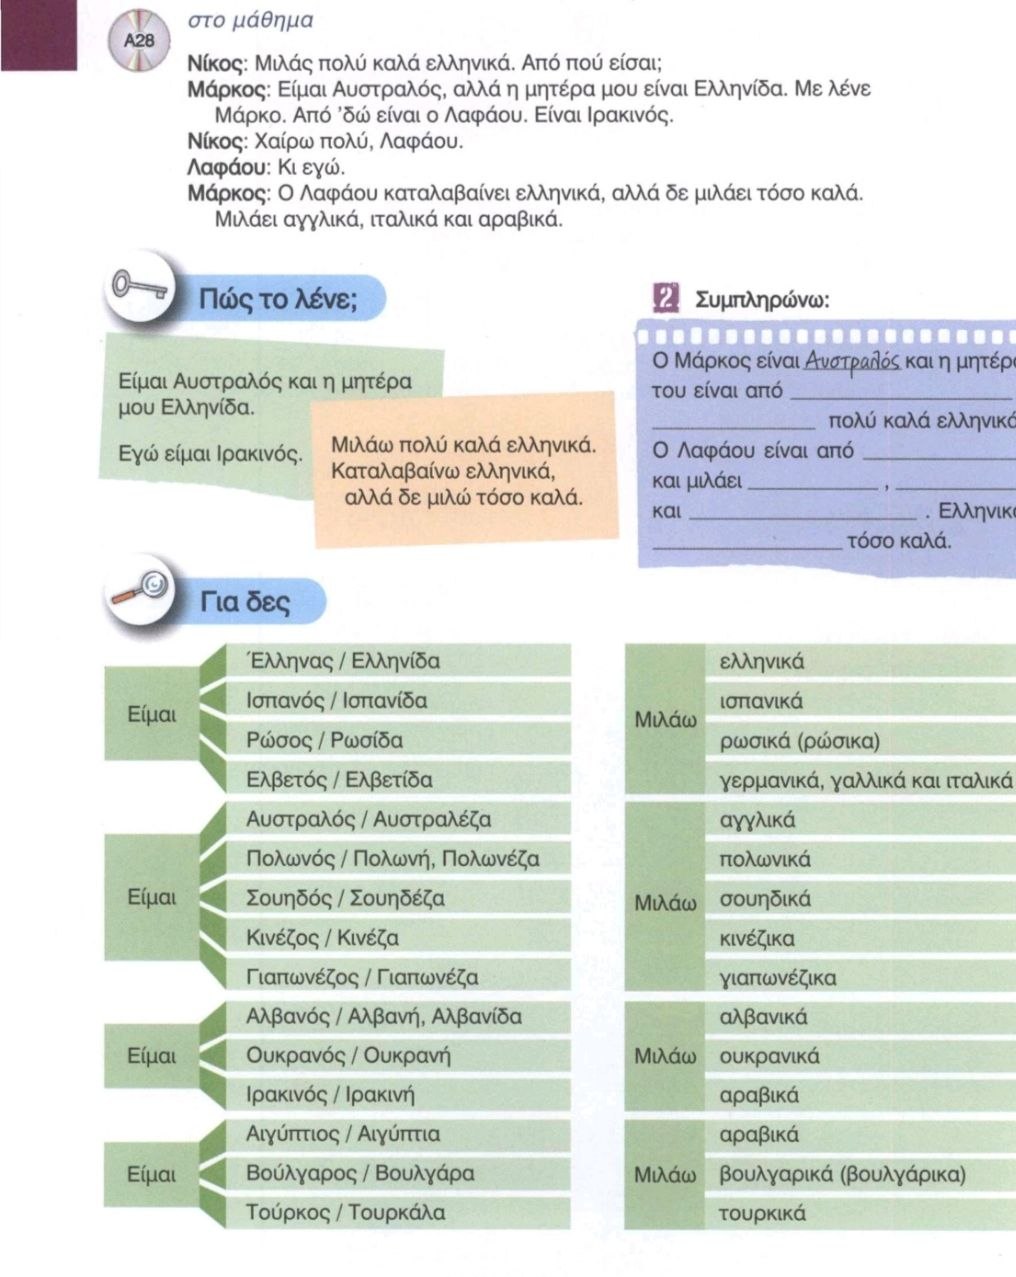 A28
στο μάθημα
Νίκος: Μιλάς πολύ καλά ελληνικά. Από πού είσαι;
Μάρκος: Είμαι Αυστραλός, αλλά η μητέρα μου είναι Ελληνίδα. Με λένε
Μάρκο. Από 'δώ είναι ο Λαφάου. Είναι Ιρακινός.
Νίκος: Χαίρω πολύ, Λαφάου.
Λαφάου: Κι εγώ.
Μάρκος: Ο Λαφάου καταλαβαίνει ελληνικά, αλλά δε μιλάει τόσο καλά.
Μιλάει αγγλικά, ιταλικά και αραβικά.
Πώς το λένε;
Είμαι Αυστραλός και η μητέρα
μου Ελληνίδα.
Εγώ είμαι Ιρακινός.
Μιλάω πολύ καλά ελληνικά.
Καταλαβαίνω ελληνικά,
αλλά δε μιλώ τόσο καλά.
2 Συμπληρώνω:
Ο Μάρκος είναι Αυστραλός και η μητέρ
του είναι από
πολύ καλά ελληνικά
Ο Λαφάου είναι από
και μιλάει ,
και . Ελληνικ
τόσο καλά.
Για δες
Είμαι
Έλληνας / Ελληνίδα
Ισπανός / Ισπανίδα
Ρώσος / Ρωσίδα
Ελβετός / Ελβετίδα
Μιλάω
ελληνικά
ισπανικά
ρωσικά (ρώσικα)
γερμανικά, γαλλικά και ιταλικά
Είμαι
Αυστραλός / Αυστραλέζα
Πολωνός / Πολωνή, Πολωνέζα
Σουηδός / Σουηδέζα
Κινέζος / Κινέζα
Γιαπωνέζος / Γιαπωνέζα
Μιλάω
αγγλικά
πολωνικά
σουηδικά
κινέζικα
γιαπωνέζικα
Είμαι
Αλβανός / Αλβανή, Αλβανίδα
Ουκρανός / Ουκρανή
Ιρακινός / Ιρακινή
Μιλάω
αλβανικά
ουκρανικά
αραβικά
Είμαι
Αιγύπτιος / Αιγύπτια
Βούλγαρος / Βουλγάρα
Τούρκος / Τουρκάλα
Μιλάω
αραβικά
βουλγαρικά (βουλγάρικα)
τουρκικά